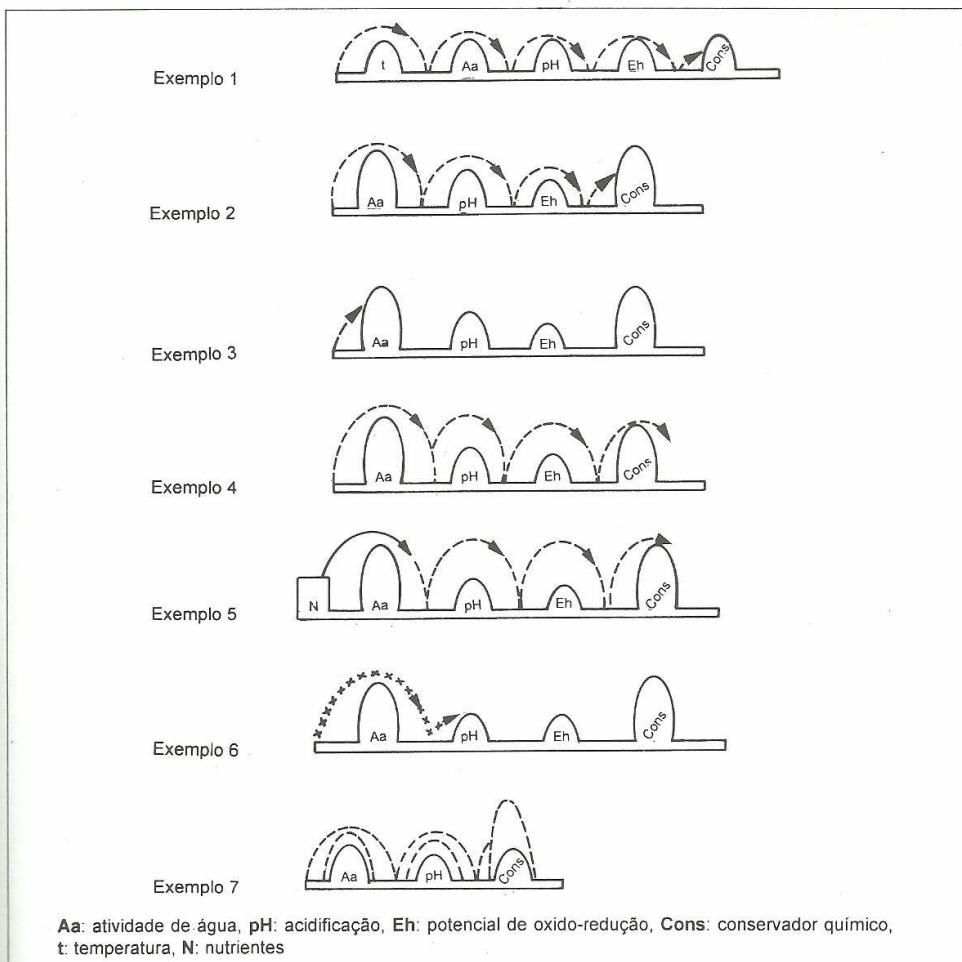 Exemplo 1
t Aa pH Eh Cons
Exemplo 2
Aa pH Eh Cons
Exemplo 3
Aa pH Eh Cons
Exemplo 4
Aa pH Eh Cons
Exemplo 5
N Aa pH Eh Cons
Exemplo 6
Aa pH Eh Cons
Exemplo 7
Aa pH Cons
Aa: atividade de água, pH: acidificação, Eh: potencial de oxido-redução, Cons: conservador químico,
t: temperatura, N: nutrientes